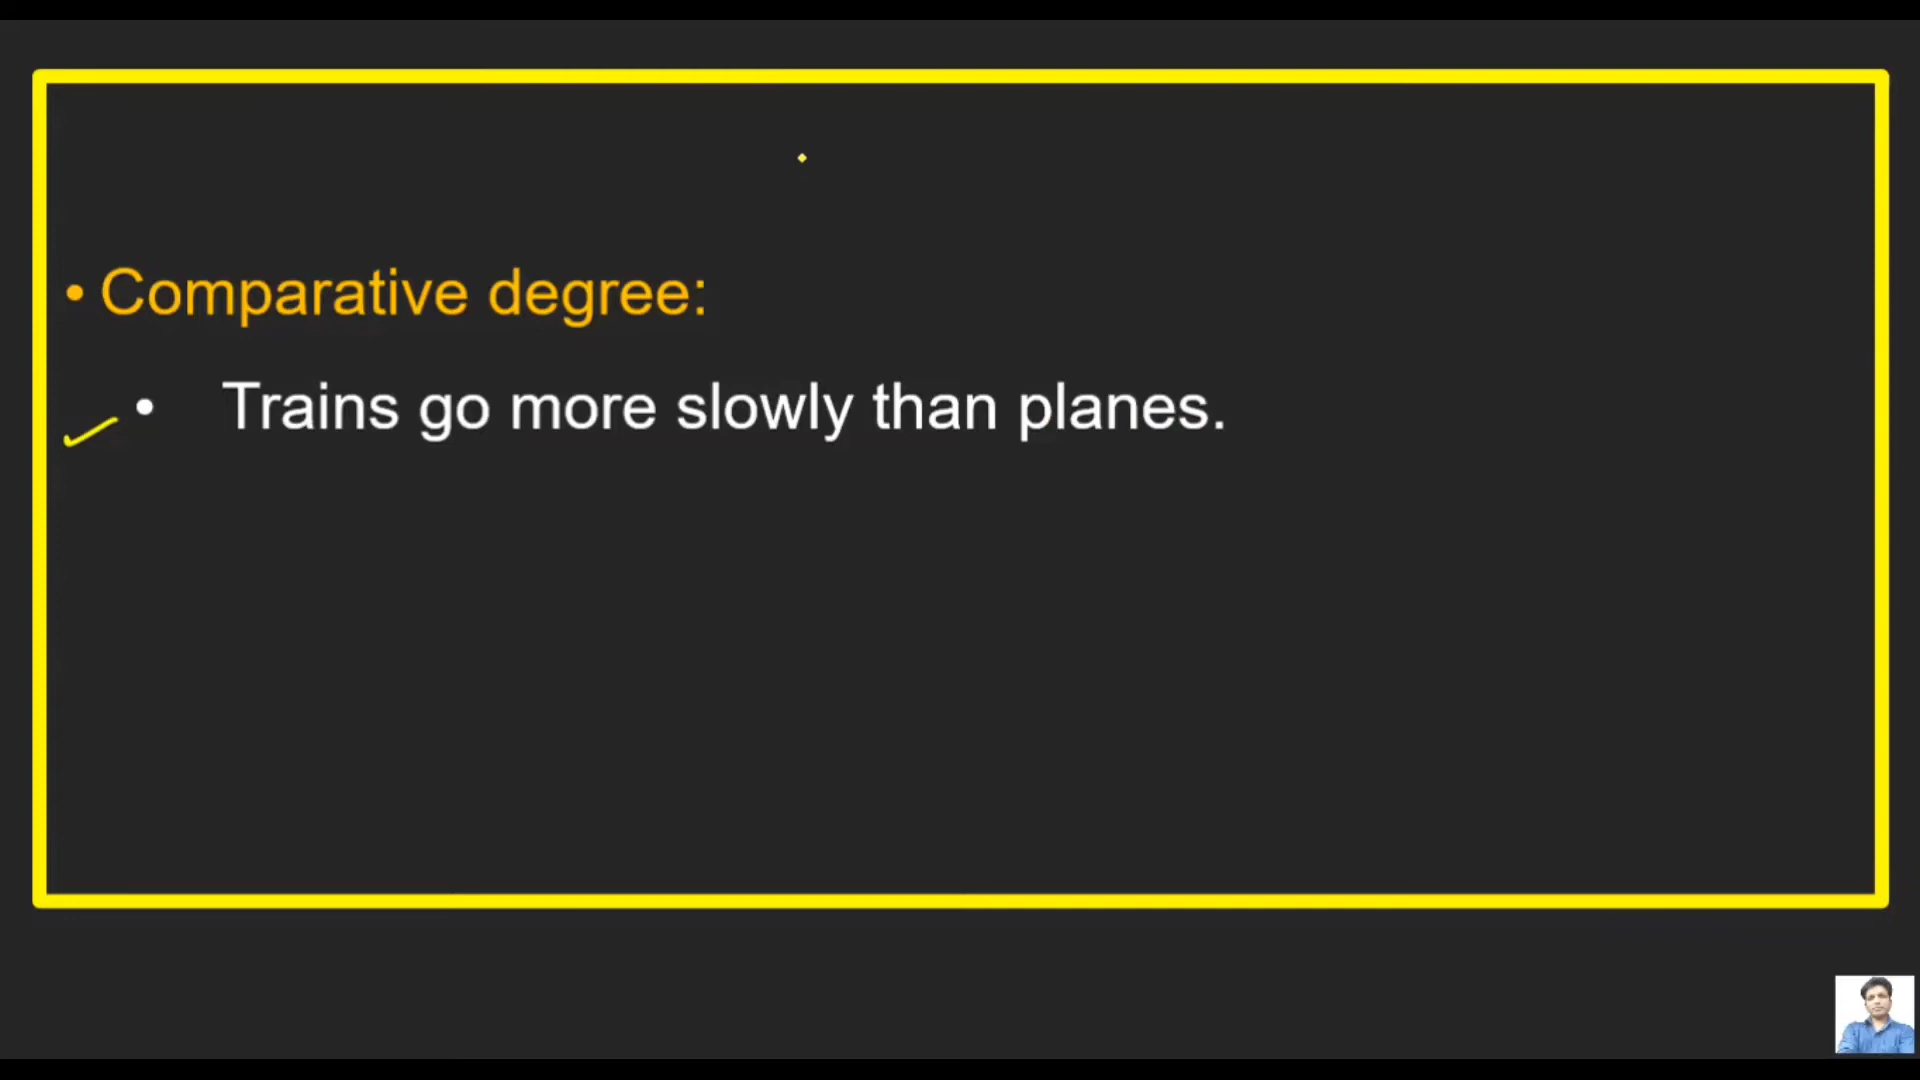 • Comparative degree:
• Trains go more slowly than planes.